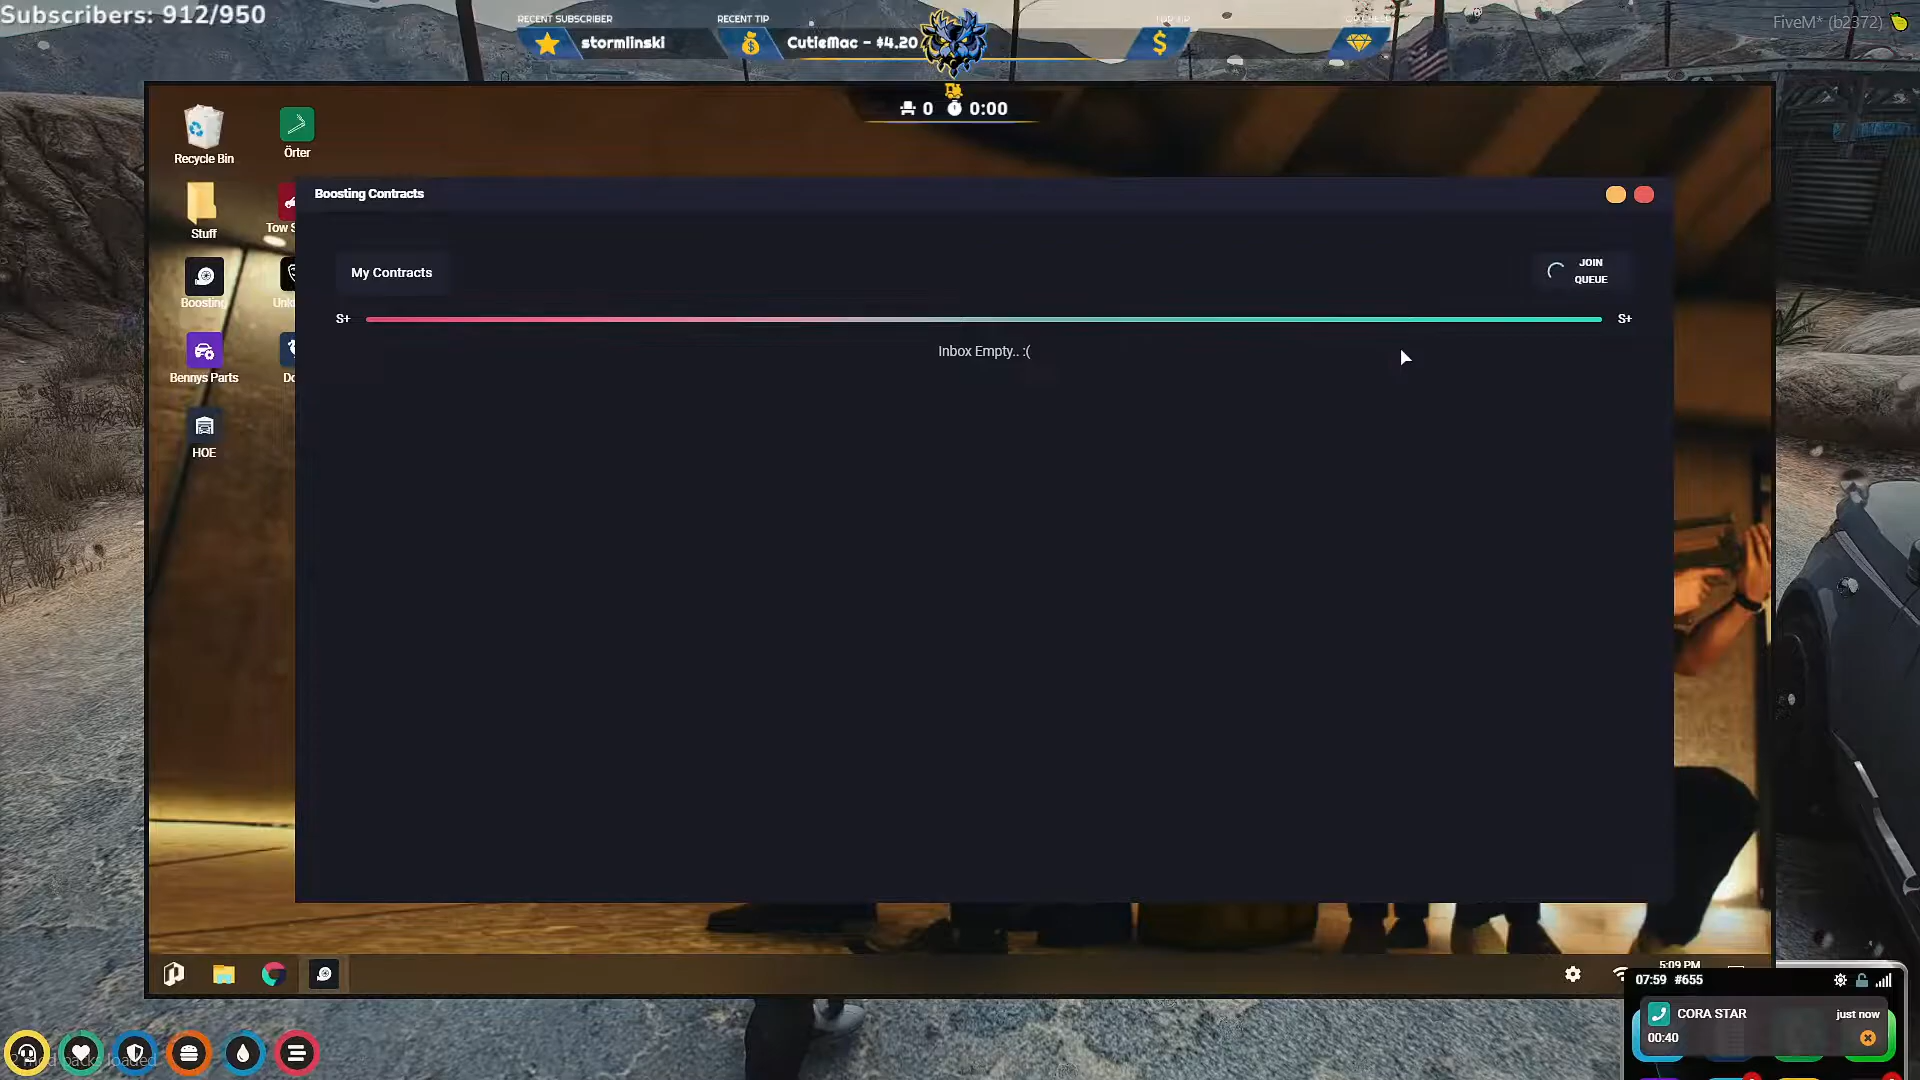 Subscribers: 912/950
RECENT SUBSCRIBER
stormlinski
RECENT TIP
CutieMac - $4.20
FiveM* (b2372)
0
0:00
Recycle Bin
Örter
Stuff
Tow S
Boosting
Bennys Parts
HOE
Boosting Contracts
My Contracts
JOIN
QUEUE
S+
S+
Inbox Empty.. :(
5:09 PM
07:59 #655
CORA STAR
just now
00:40